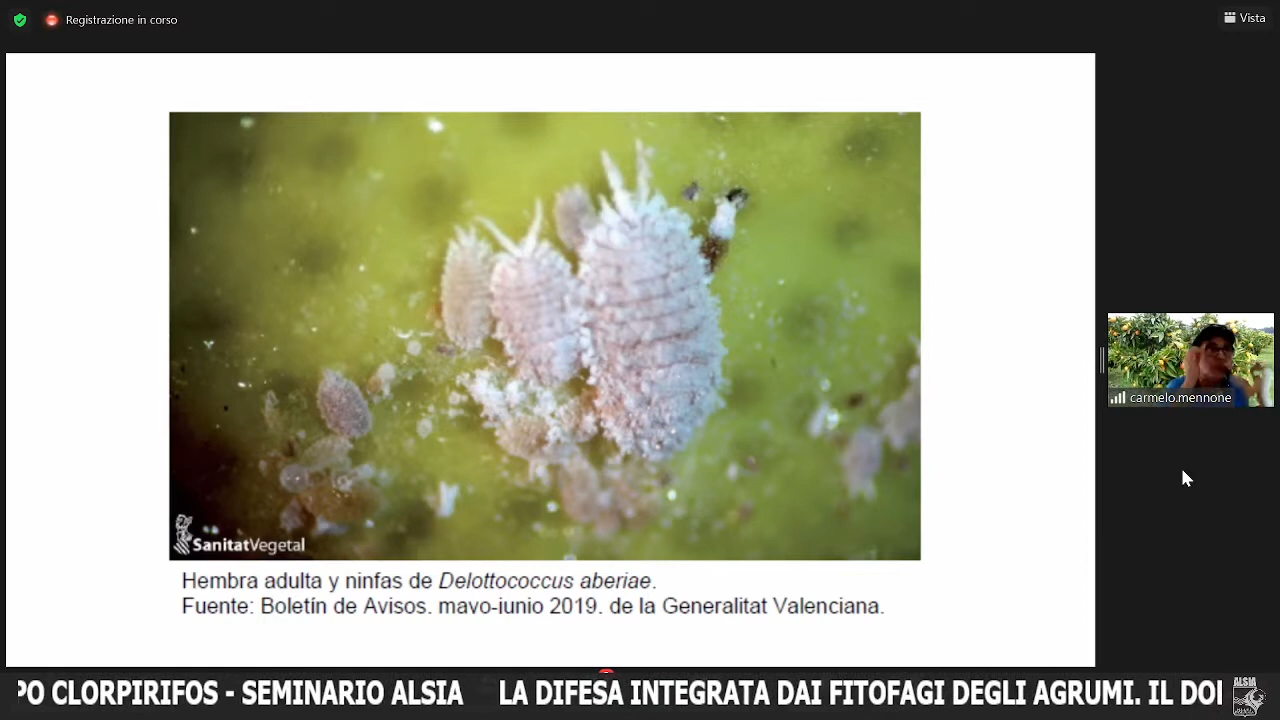 Registrazione in corso
Vista
SanitatVegetal
carmelo.mennone
Hembra adulta y ninfas de Delottococcus aberiae.
Fuente: Boletín de Avisos. mayo-junio 2019. de la Generalitat Valenciana.
PO CLORPIRIFOS - SEMINARIO ALSIA LA DIFESA INTEGRATA DAI FITOFAGI DEGLI AGRUMI. IL DO
ALSIA